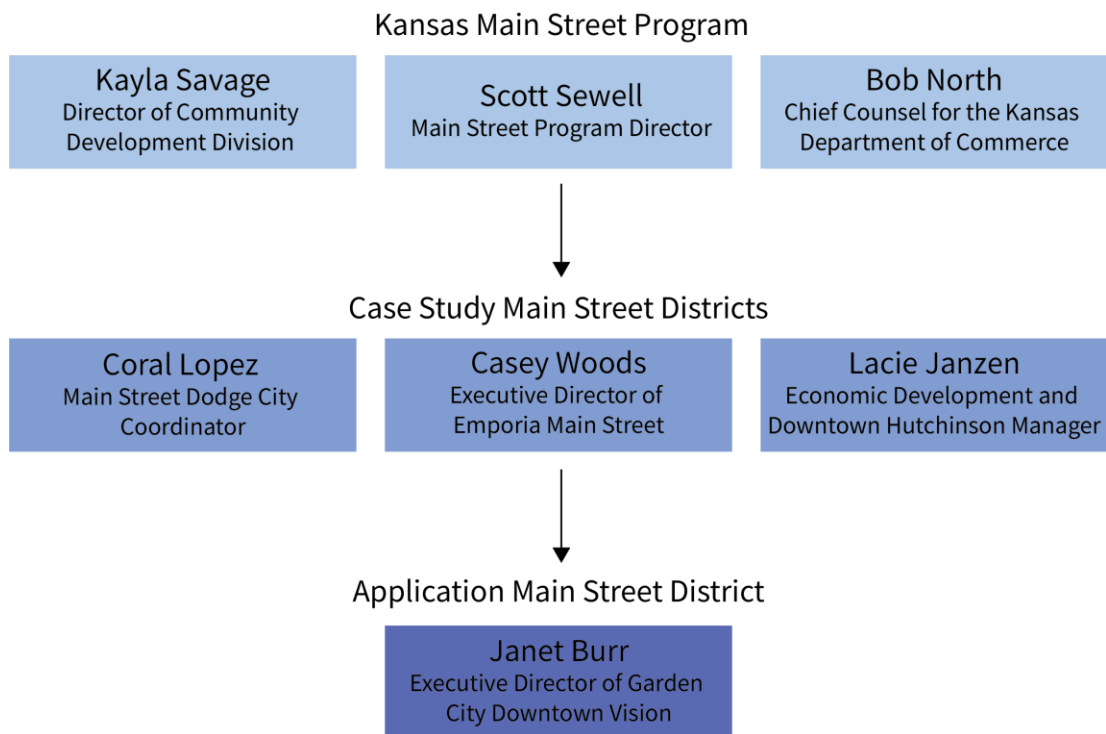 Kansas Main Street Program
Kayla Savage
Director of Community
Development Division
Scott Sewell
Main Street Program Director
Bob North
Chief Counsel for the Kansas
Department of Commerce
Case Study Main Street Districts
Coral Lopez
Main Street Dodge City
Coordinator
Casey Woods
Executive Director of
Emporia Main Street
Lacie Janzen
Economic Development and
Downtown Hutchinson Manager
Application Main Street District
Janet Burr
Executive Director of Garden
City Downtown Vision